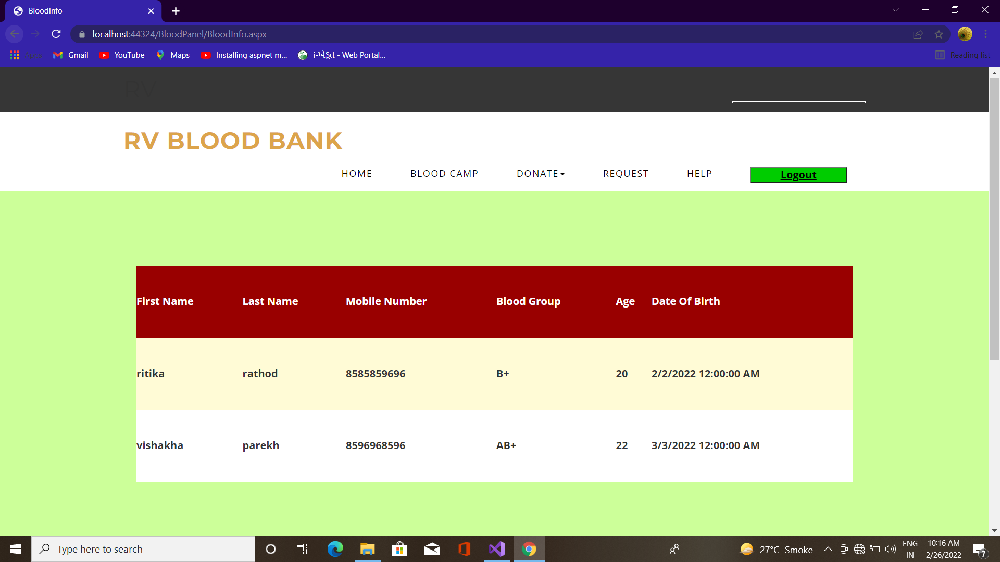 BloodInfo
localhost:44324/BloodPanel/BloodInfo.aspx
Apps Gmail YouTube Maps Installing aspnet m... i-ખેડૂત - Web Portal... Reading list
RV
RV BLOOD BANK
HOME BLOOD CAMP DONATE REQUEST HELP Logout
First Name Last Name Mobile Number Blood Group Age Date Of Birth
ritika rathod 8585859696 B+ 20 2/2/2022 12:00:00 AM
vishakha parekh 8596968596 AB+ 22 3/3/2022 12:00:00 AM
Type here to search
27°C Smoke
ENG
IN
10:16 AM
2/26/2022
7